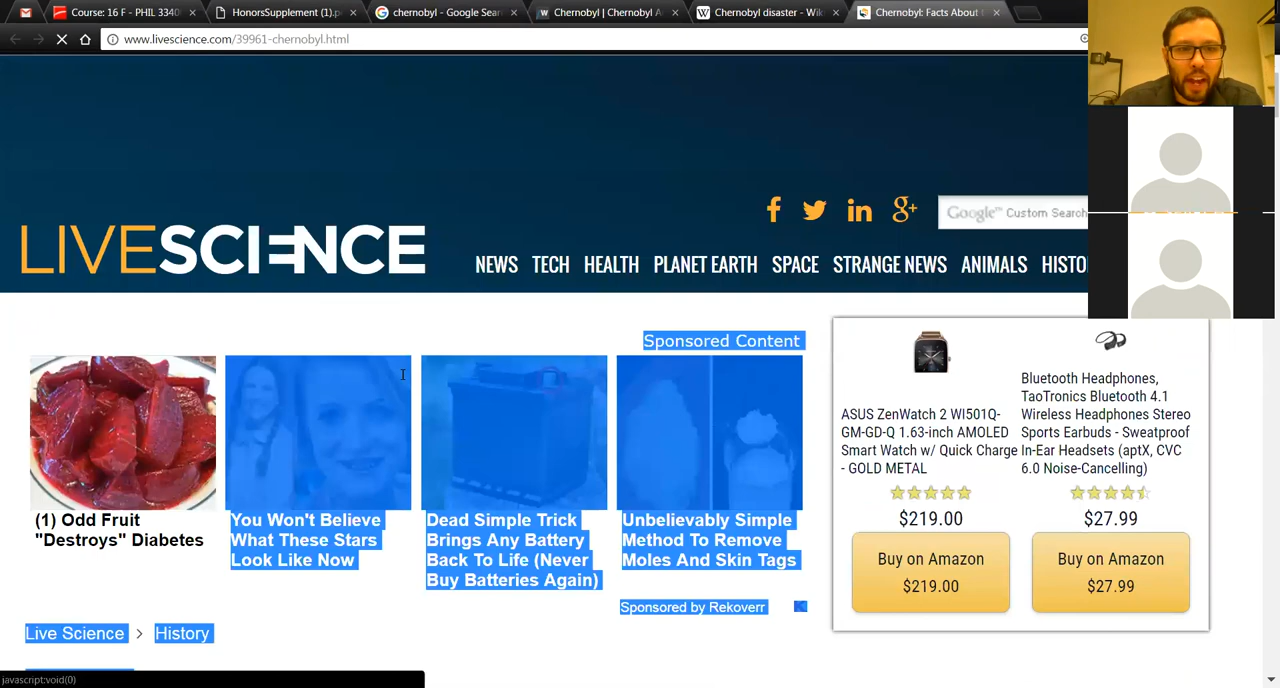 Course: 16 F - PHIL 3340
HonorsSupplement (1).p
chernobyl - Google Sear
Chernobyl | Chernobyl A
Chernobyl disaster - Wik
Chernobyl: Facts About t
www.livescience.com/39961-chernobyl.html
Google™ Custom Search
LIVESCIENCE
NEWS TECH HEALTH PLANET EARTH SPACE STRANGE NEWS ANIMALS HISTO
Sponsored Content
(1) Odd Fruit
"Destroys" Diabetes
You Won't Believe
What These Stars
Look Like Now
Dead Simple Trick
Brings Any Battery
Back To Life (Never
Buy Batteries Again)
Unbelievably Simple
Method To Remove
Moles And Skin Tags
Sponsored by Rekoverr
ASUS ZenWatch 2 WI501Q-
GM-GD-Q 1.63-inch AMOLED
Smart Watch w/ Quick Charge
- GOLD METAL
$219.00
Buy on Amazon
$219.00
Bluetooth Headphones,
TaoTronics Bluetooth 4.1
Wireless Headphones Stereo
Sports Earbuds - Sweatproof
In-Ear Headsets (aptX, CVC
6.0 Noise-Cancelling)
$27.99
Buy on Amazon
$27.99
Live Science > History
javascript:void(0)